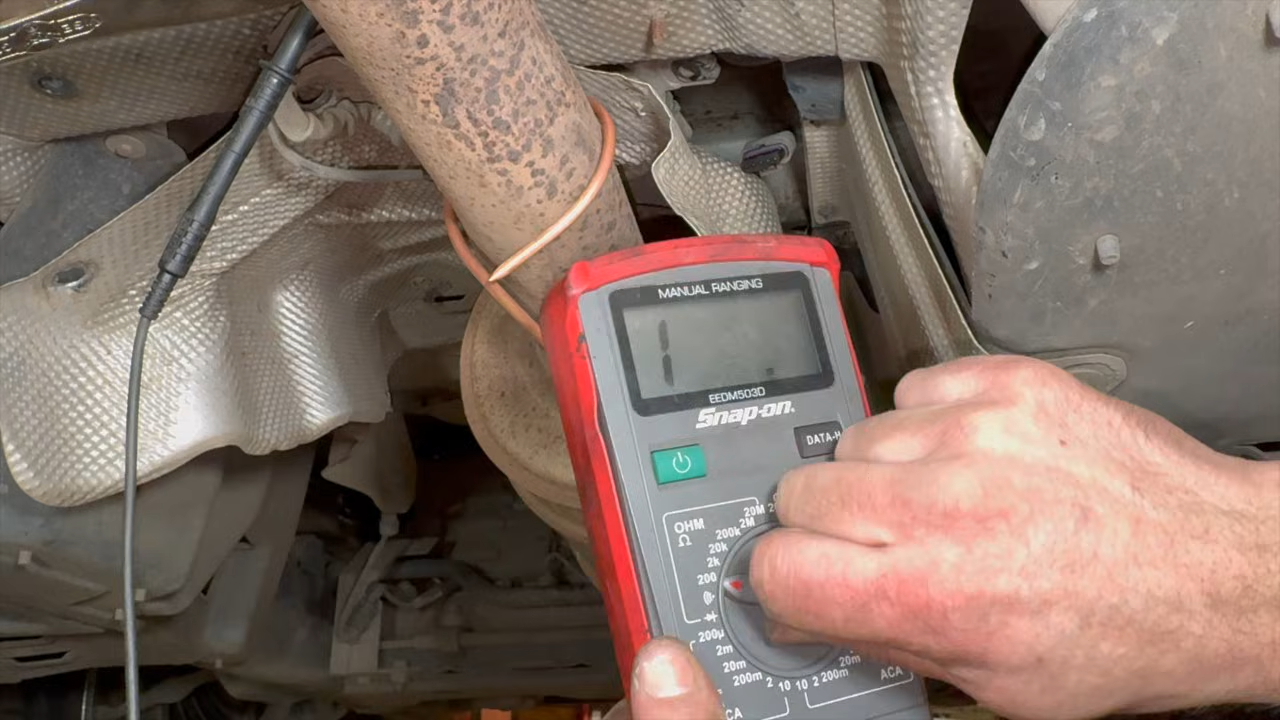 MANUAL RANGING
1 .
EEDM503D
Snap-on®
DATA-H
OHM
Ω
20M
2M
200k
20k
2k
200
200µ
2m
20m
200m
2
10
10
2
200m
20m
ACA
CA